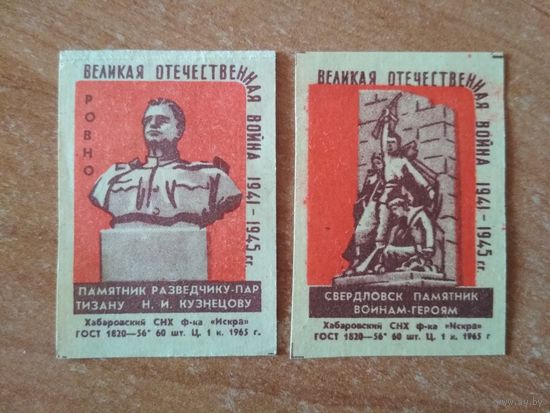 ВЕЛИКАЯ ОТЕЧЕСТВЕННАЯ ВОЙНА 1941-1945 гг.
РОВНО
ПАМЯТНИК РАЗВЕДЧИКУ-ПАР
ТИЗАНУ Н. И. КУЗНЕЦОВУ
Хабаровский СНХ ф-ка «Искра»
ГОСТ 1820—56* 60 шт. Ц. 1 к. 1965 г.
ВЕЛИКАЯ ОТЕЧЕСТВЕННАЯ ВОЙНА 1941-1945 гг.
СВЕРДЛОВСК ПАМЯТНИК
ВОИНАМ-ГЕРОЯМ
Хабаровский СНХ ф-ка «Искра»
ГОСТ 1820—56* 60 шт. Ц. 1 к. 1965 г
ay.by